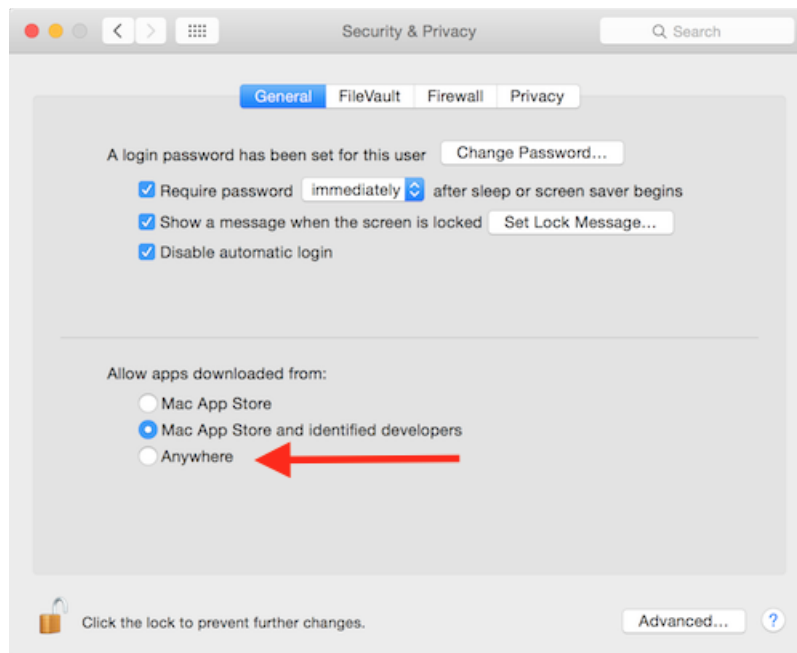 Security & Privacy
Search
General FileVault Firewall Privacy
A login password has been set for this user Change Password...
Require password immediately after sleep or screen saver begins
Show a message when the screen is locked Set Lock Message...
Disable automatic login
Allow apps downloaded from:
Mac App Store
Mac App Store and identified developers
Anywhere
Click the lock to prevent further changes.
Advanced... ?